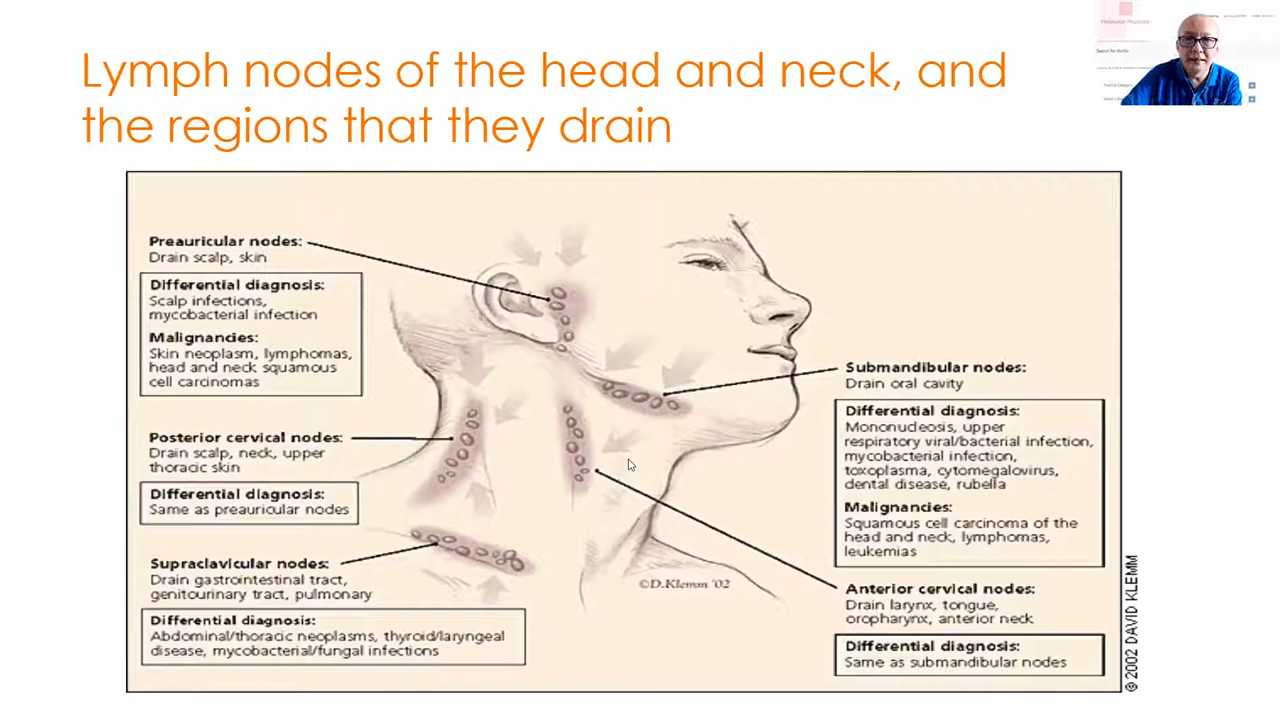 Lymph nodes of the head and neck, and
the regions that they drain
Preauricular nodes:
Drain scalp, skin
Differential diagnosis:
Scalp infections,
mycobacterial infection
Malignancies:
Skin neoplasm, lymphomas,
head and neck squamous
cell carcinomas
Posterior cervical nodes:
Drain scalp, neck, upper
thoracic skin
Differential diagnosis:
Same as preauricular nodes
Supraclavicular nodes:
Drain gastrointestinal tract,
genitourinary tract, pulmonary
Differential diagnosis:
Abdominal/thoracic neoplasms, thyroid/laryngeal
disease, mycobacterial/fungal infections
Submandibular nodes:
Drain oral cavity
Differential diagnosis:
Mononucleosis, upper
respiratory viral/bacterial infection,
mycobacterial infection,
toxoplasma, cytomegalovirus,
dental disease, rubella
Malignancies:
Squamous cell carcinoma of the
head and neck, lymphomas,
leukemias
Anterior cervical nodes:
Drain larynx, tongue,
oropharynx, anterior neck
Differential diagnosis:
Same as submandibular nodes
©D.Klemm '02
© 2002 DAVID KLEMM